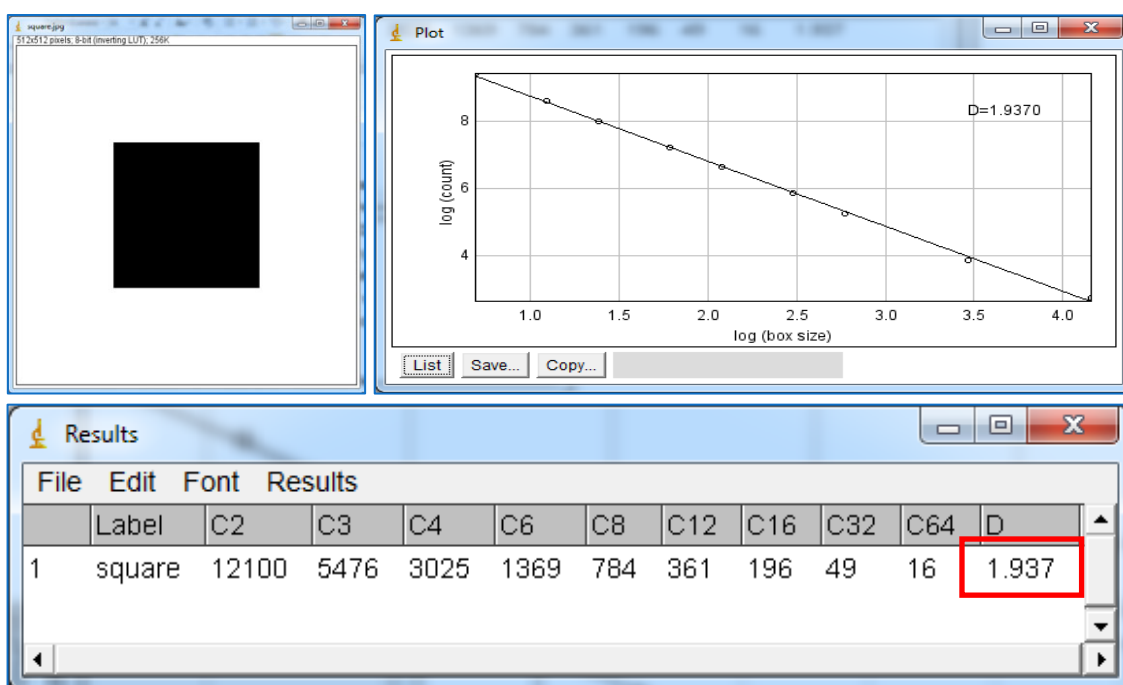 square.jpg
512x512 pixels; 8-bit (inverting LUT); 256K
Plot
D=1.9370
8
6
4
log (count)
1.0 1.5 2.0 2.5 3.0 3.5 4.0
log (box size)
List Save... Copy...
Results
File Edit Font Results
Label C2 C3 C4 C6 C8 C12 C16 C32 C64 D
1 square 12100 5476 3025 1369 784 361 196 49 16 1.937